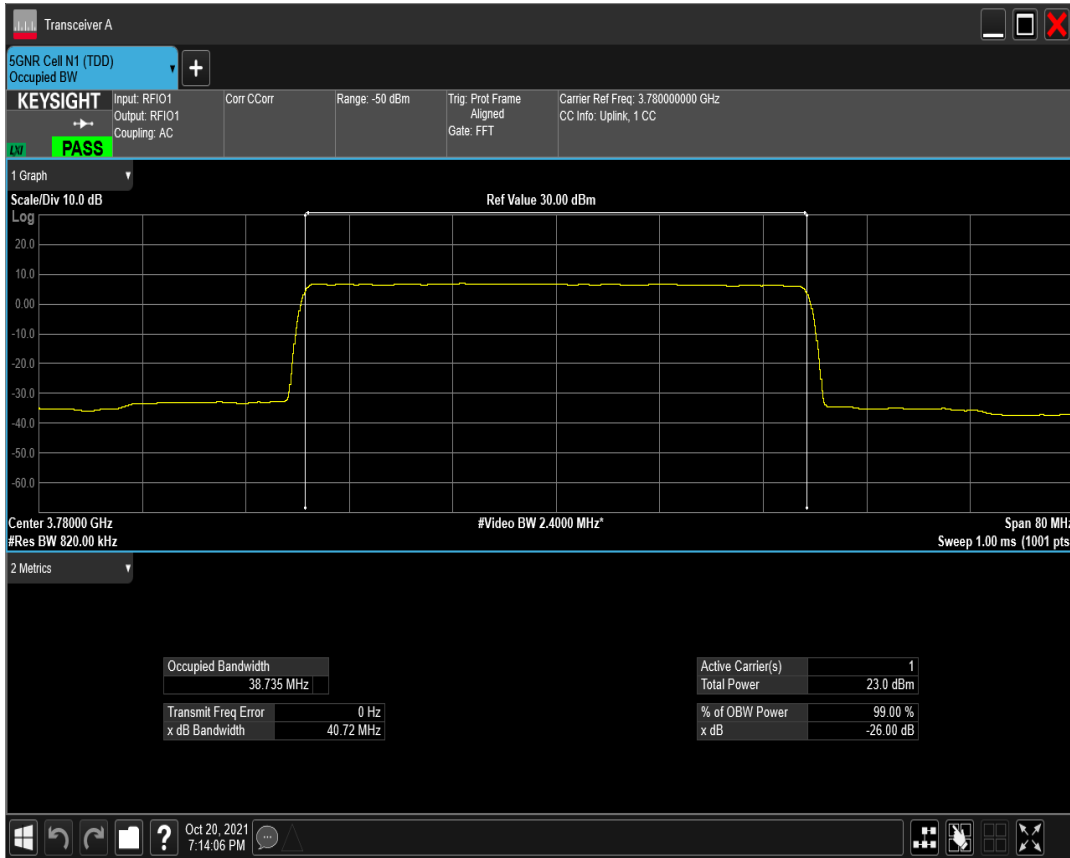 Transceiver A
5GNR Cell N1 (TDD)
Occupied BW
+
KEYSIGHT
LXI
PASS
Input: RFIO1
Output: RFIO1
Coupling: AC
Corr CCorr
Range: -50 dBm
Trig: Prot Frame
Aligned
Gate: FFT
Carrier Ref Freq: 3.780000000 GHz
CC Info: Uplink, 1 CC
1 Graph
Scale/Div 10.0 dB
Ref Value 30.00 dBm
Log
20.0
10.0
0.00
-10.0
-20.0
-30.0
-40.0
-50.0
-60.0
Center 3.78000 GHz
#Video BW 2.4000 MHz*
Span 80 MHz
#Res BW 820.00 kHz
Sweep 1.00 ms (1001 pts
2 Metrics
Occupied Bandwidth
38.735 MHz
Transmit Freq Error 0 Hz
x dB Bandwidth 40.72 MHz
Active Carrier(s) 1
Total Power 23.0 dBm
% of OBW Power 99.00 %
x dB -26.00 dB
?
Oct 20, 2021
7:14:06 PM